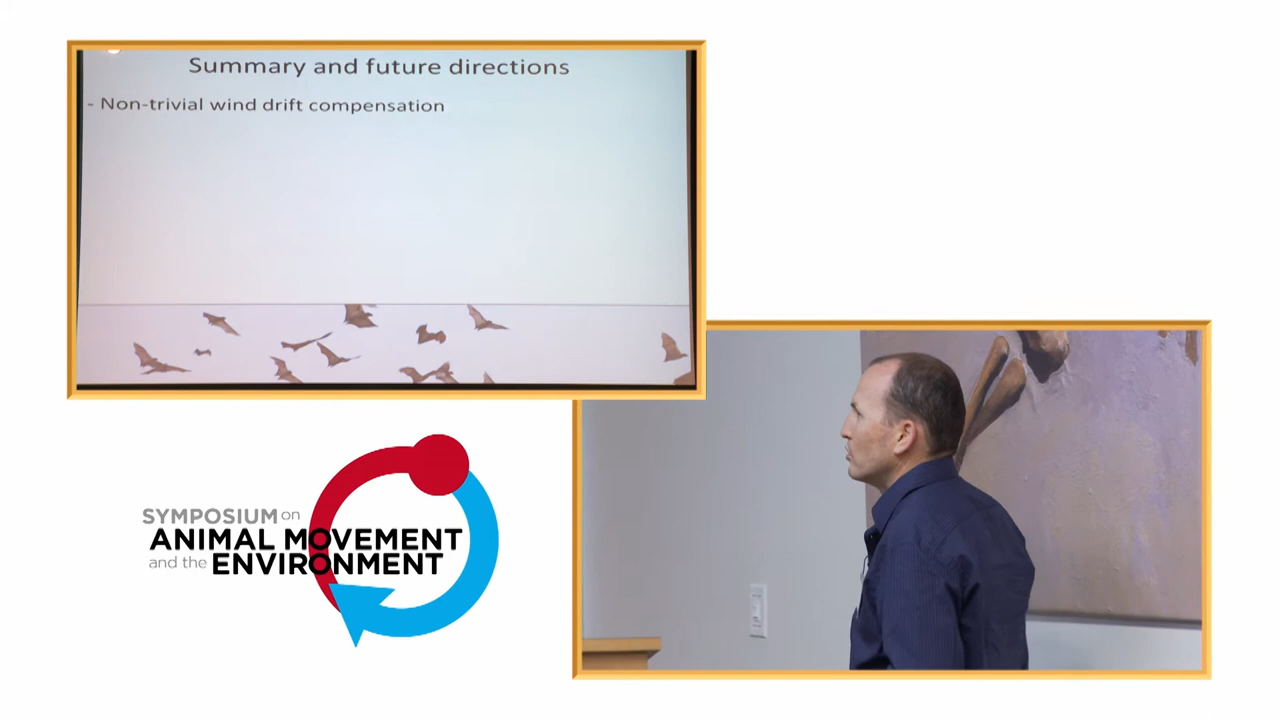 Summary and future directions
- Non-trivial wind drift compensation
SYMPOSIUM on
ANIMAL MOVEMENT
and the ENVIRONMENT